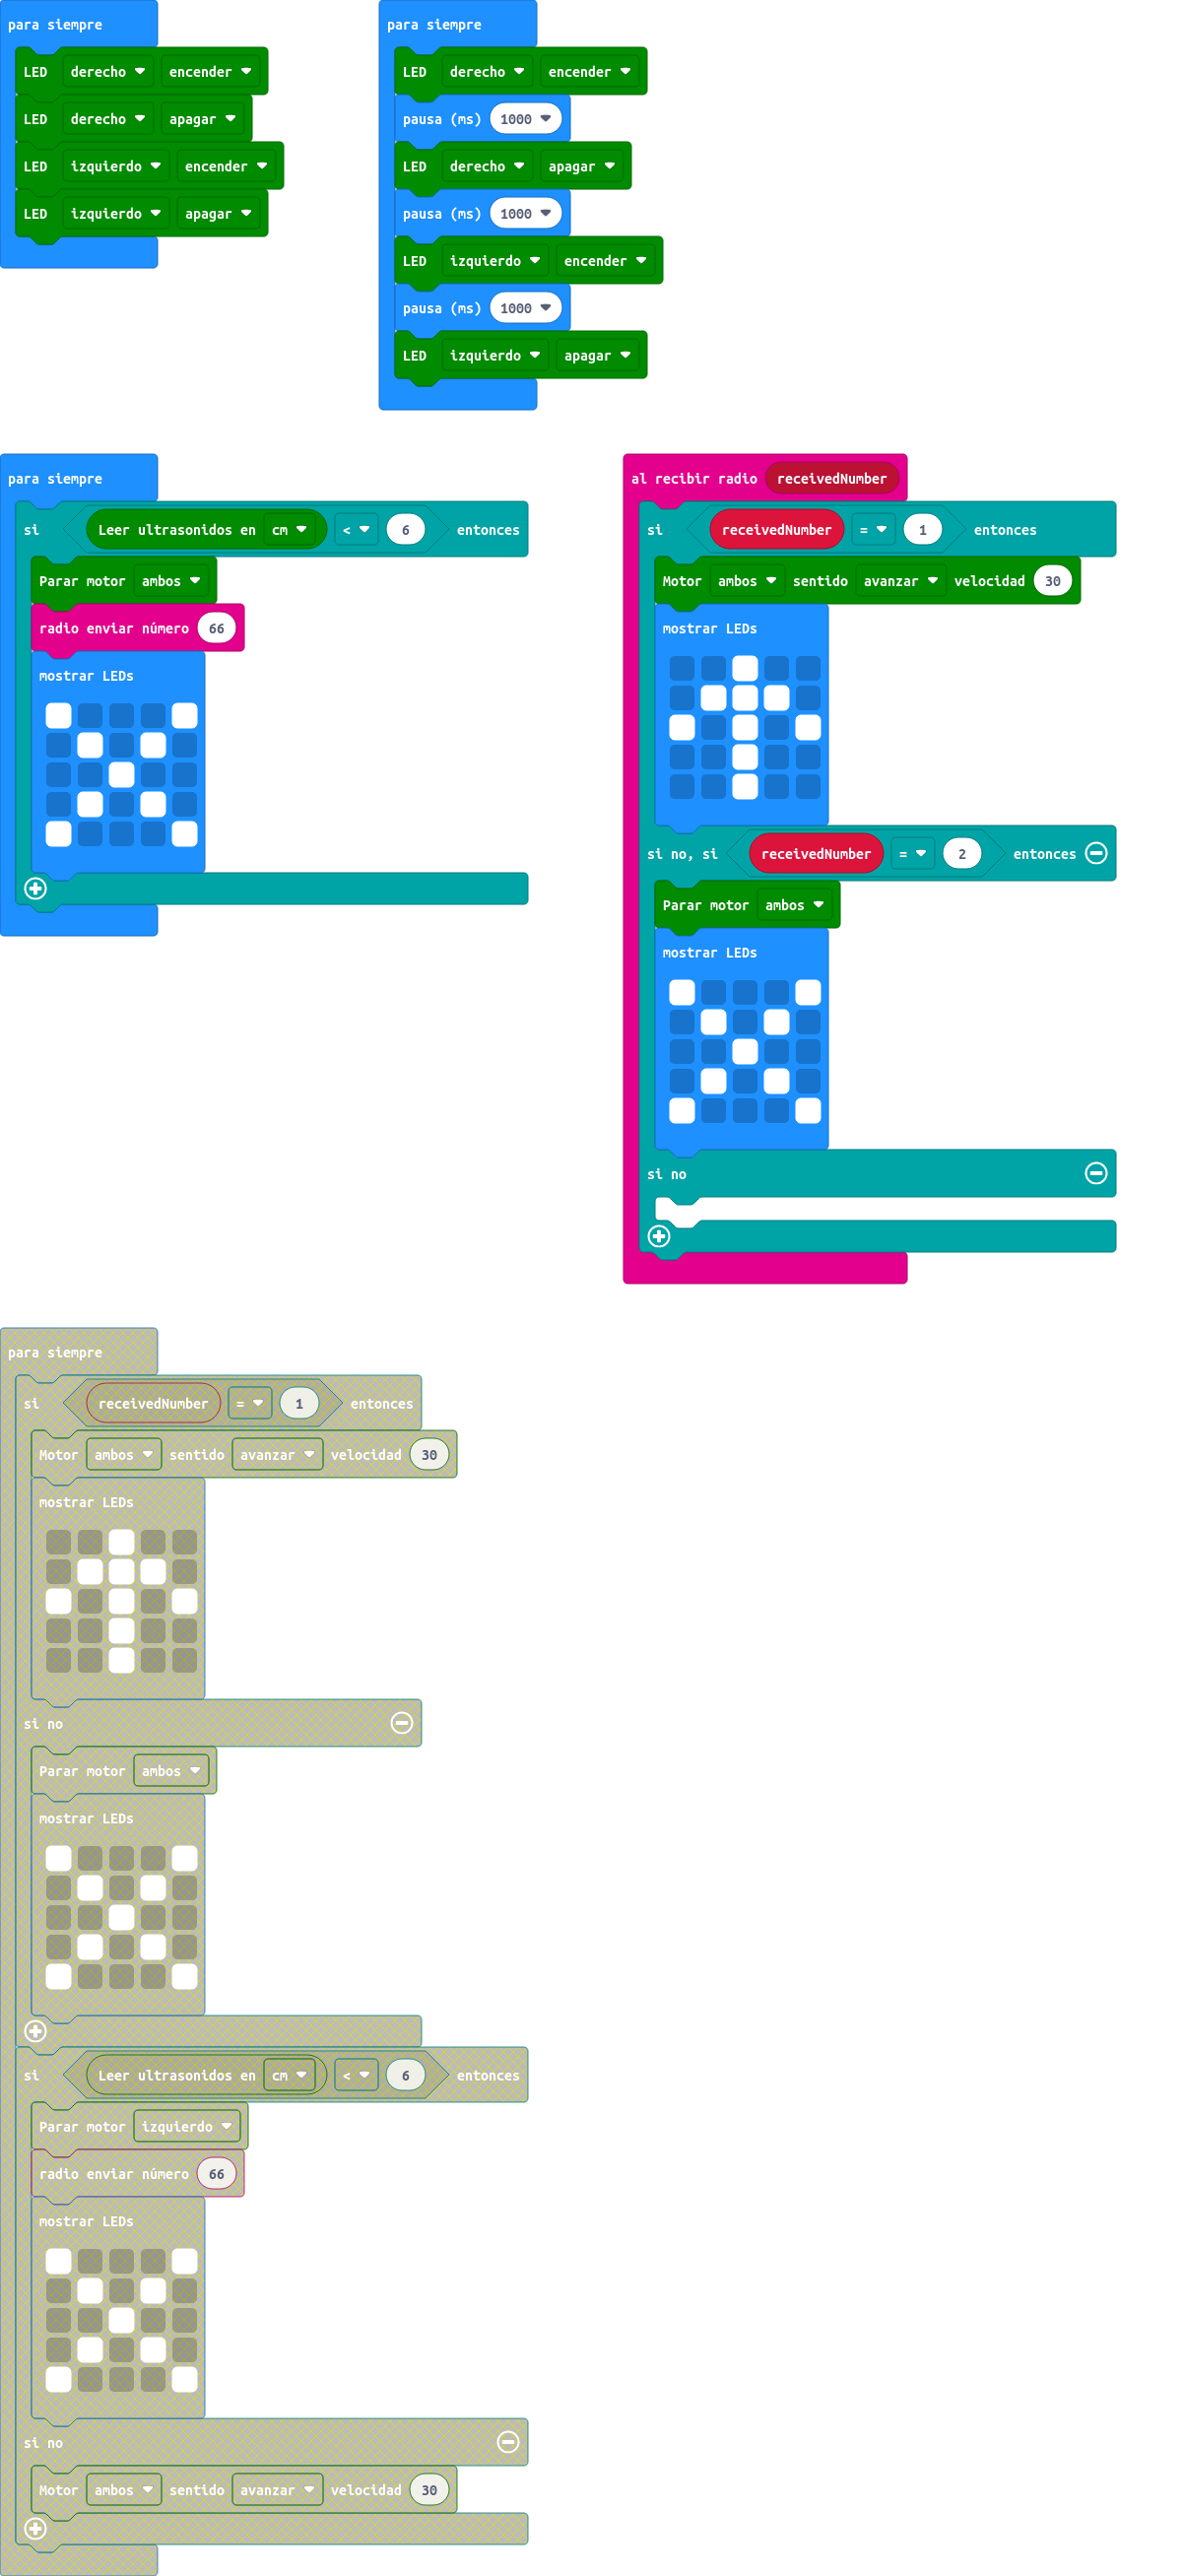 para siempre
LED derecho encender
LED derecho apagar
LED izquierdo encender
LED izquierdo apagar
para siempre
LED derecho encender
pausa (ms) 1000
LED derecho apagar
pausa (ms) 1000
LED izquierdo encender
pausa (ms) 1000
LED izquierdo apagar
para siempre
si Leer ultrasonidos en cm < 6 entonces
Parar motor ambos
radio enviar número 66
mostrar LEDs
al recibir radio receivedNumber
si receivedNumber = 1 entonces
Motor ambos sentido avanzar velocidad 30
mostrar LEDs
si no, si receivedNumber = 2 entonces
Parar motor ambos
mostrar LEDs
si no
para siempre
si receivedNumber = 1 entonces
Motor ambos sentido avanzar velocidad 30
mostrar LEDs
si no
Parar motor ambos
mostrar LEDs
si Leer ultrasonidos en cm < 6 entonces
Parar motor izquierdo
radio enviar número 66
mostrar LEDs
si no
Motor ambos sentido avanzar velocidad 30